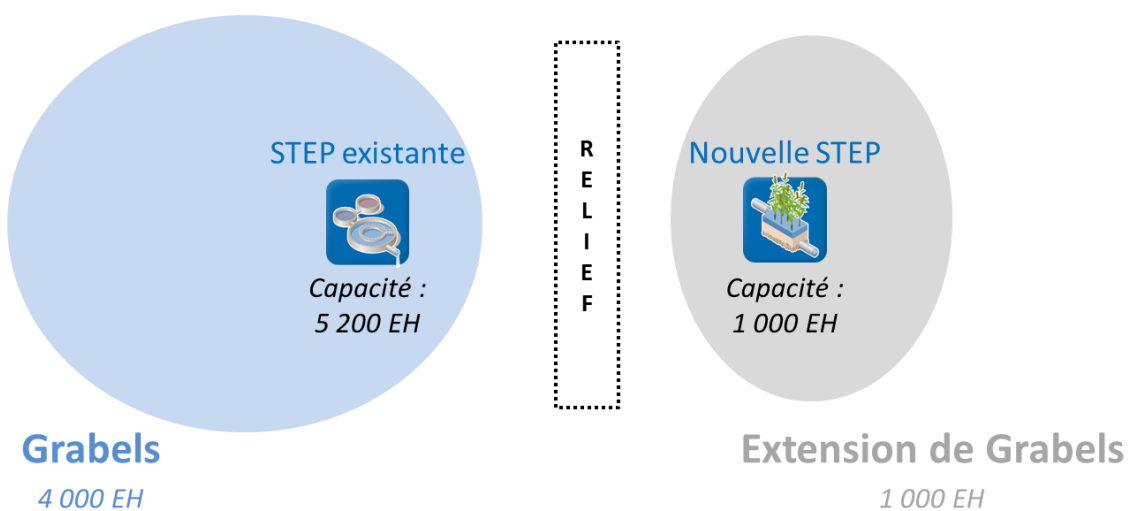 STEP existante
Capacité :
5 200 EH
RELIEF
Nouvelle STEP
Capacité :
1 000 EH
Grabels
4 000 EH
Extension de Grabels
1 000 EH